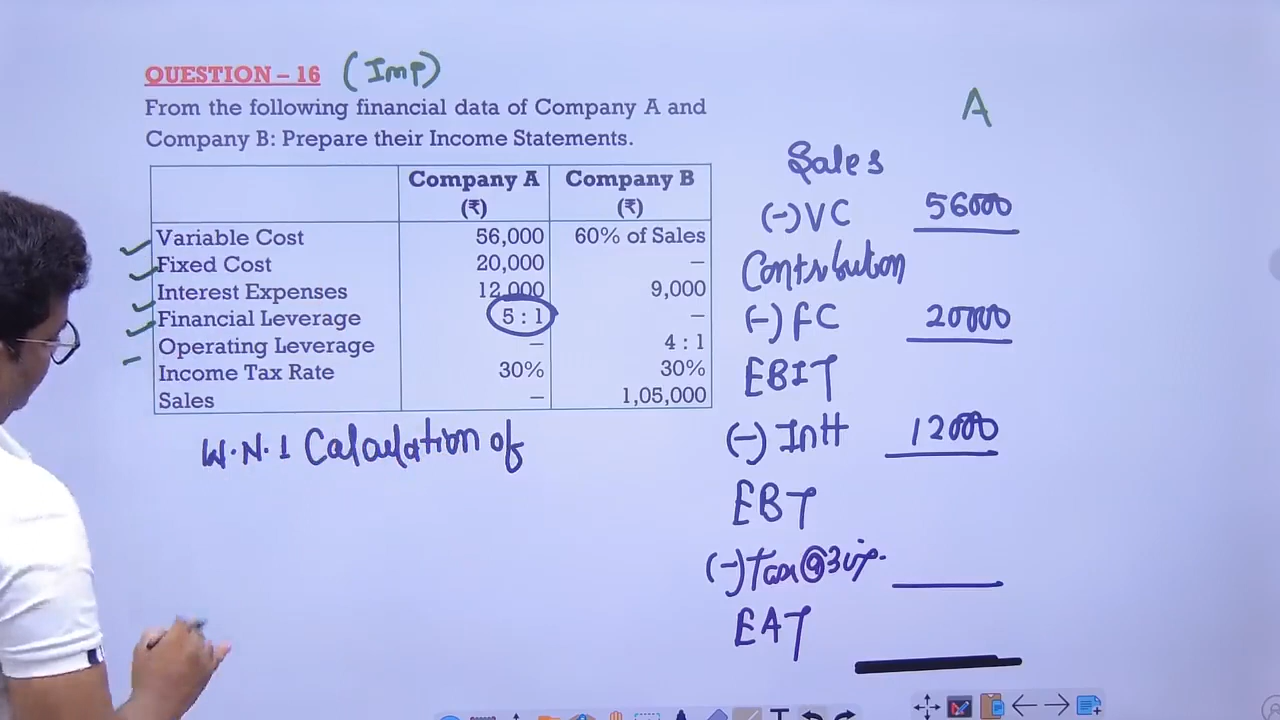 QUESTION – 16 (Imp)
From the following financial data of Company A and
Company B: Prepare their Income Statements.
Company A (₹) Company B (₹)
Variable Cost 56,000 60% of Sales
Fixed Cost 20,000 –
Interest Expenses 12,000 9,000
Financial Leverage 5 : 1 –
Operating Leverage – 4 : 1
Income Tax Rate 30% 30%
Sales – 1,05,000
W.N.1 Calculation of
A
Sales
(-) VC 56000
Contribution
(-) FC 20000
EBIT
(-) Intt 12000
EBT
(-) Tax@30%.
EAT